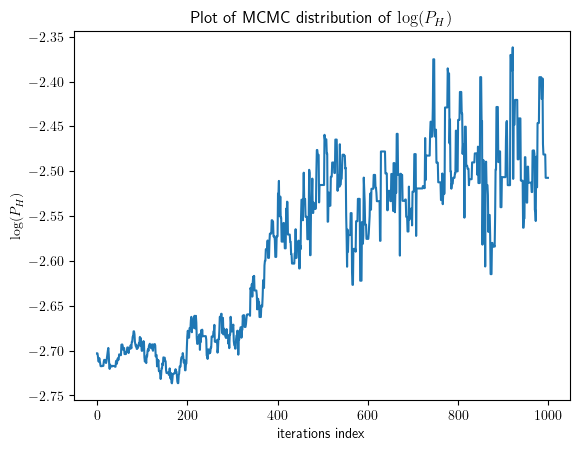 Plot of MCMC distribution of log(P_H)
−2.35
−2.40
−2.45
−2.50
−2.55
−2.60
−2.65
−2.70
−2.75
log(P_H)
0 200 400 600 800 1000
iterations index